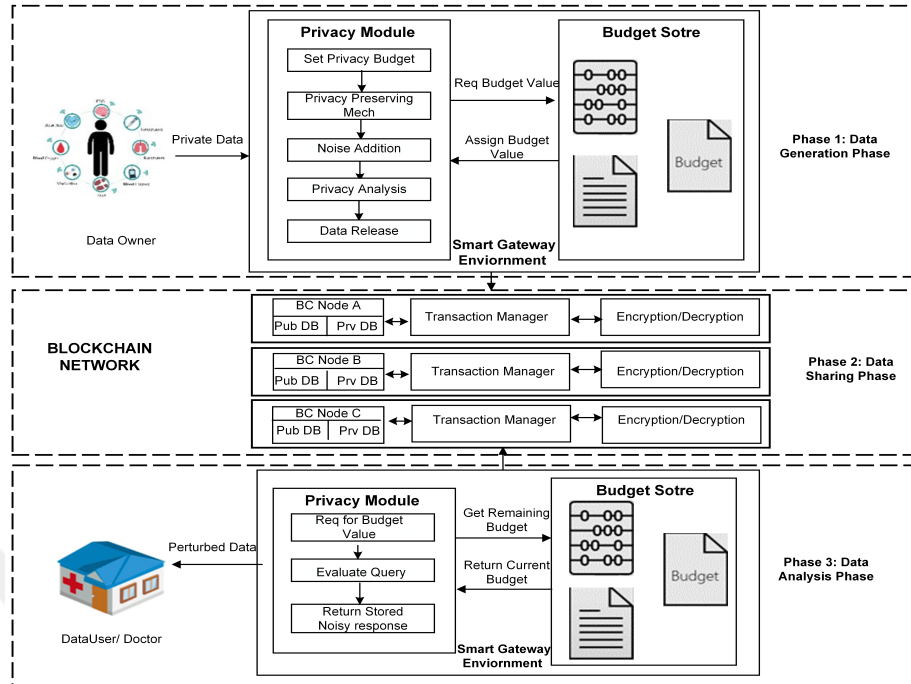 Privacy Module
Set Privacy Budget
Privacy Preserving
Mech
Noise Addition
Privacy Analysis
Data Release
Req Budget Value
Assign Budget
Value
Budget Sotre
Budget
Private Data
Data Owner
Smart Gateway
Enviornment
Phase 1: Data
Generation Phase
BLOCKCHAIN
NETWORK
BC Node A
Pub DB
Prv DB
Transaction Manager
Encryption/Decryption
BC Node B
Pub DB
Prv DB
Transaction Manager
Encryption/Decryption
BC Node C
Pub DB
Prv DB
Transaction Manager
Encryption/Decryption
Phase 2: Data
Sharing Phase
Privacy Module
Req for Budget
Value
Evaluate Query
Return Stored
Noisy response
Get Remaining
Budget
Return Current
Budget
Budget Sotre
Budget
Perturbed Data
DataUser/ Doctor
Smart Gateway
Enviornment
Phase 3: Data
Analysis Phase